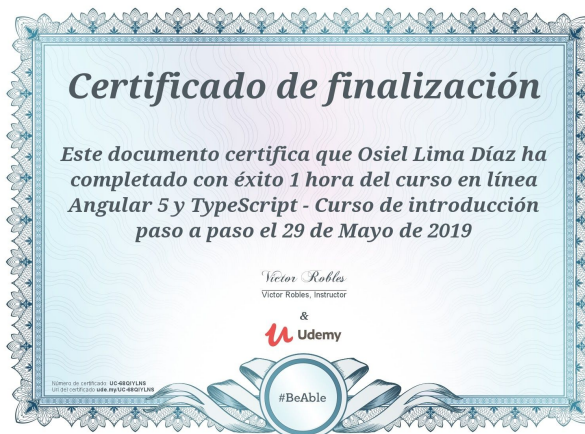 Certificado de finalización
Este documento certifica que Osiel Lima Díaz ha
completado con éxito 1 hora del curso en línea
Angular 5 y TypeScript - Curso de introducción
paso a paso el 29 de Mayo de 2019
Victor Robles
Víctor Robles, Instructor
&
Udemy
Número de certificado: UC-68QIYLNS
Url del certificado: ude.my/UC-68QIYLNS
#BeAble